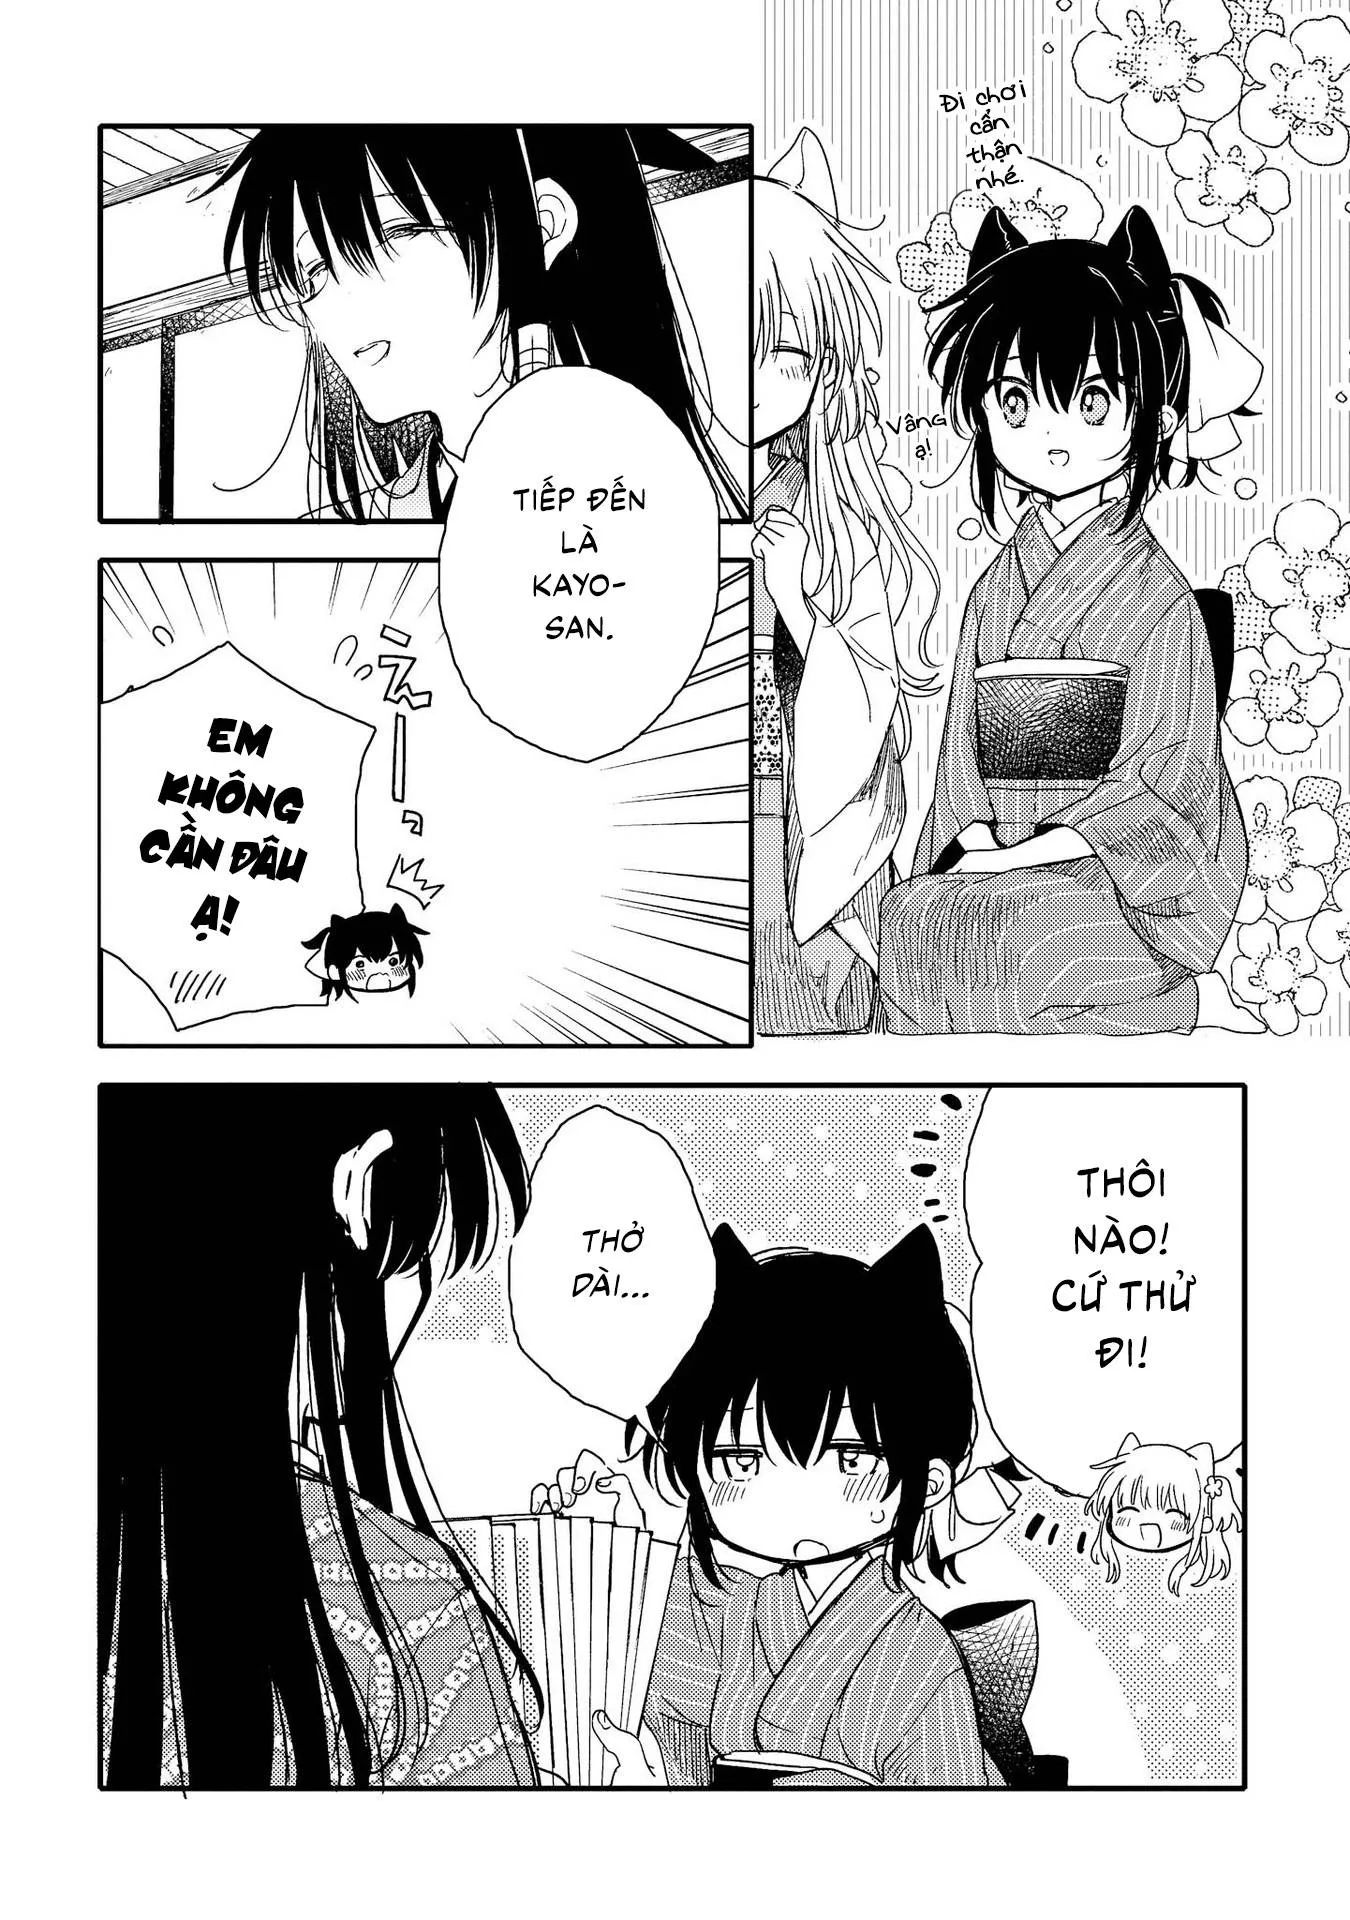 Đi chơi
cẩn
thận
nhé.
Vâng
ạ!
TIẾP ĐẾN
LÀ
KAYO-
SAN.
えーっ
EM
KHÔNG
CẦN ĐÂU
Ạ!
THÔI
NÀO!
CỨ THỬ
ĐI!
THỞ
DÀI...